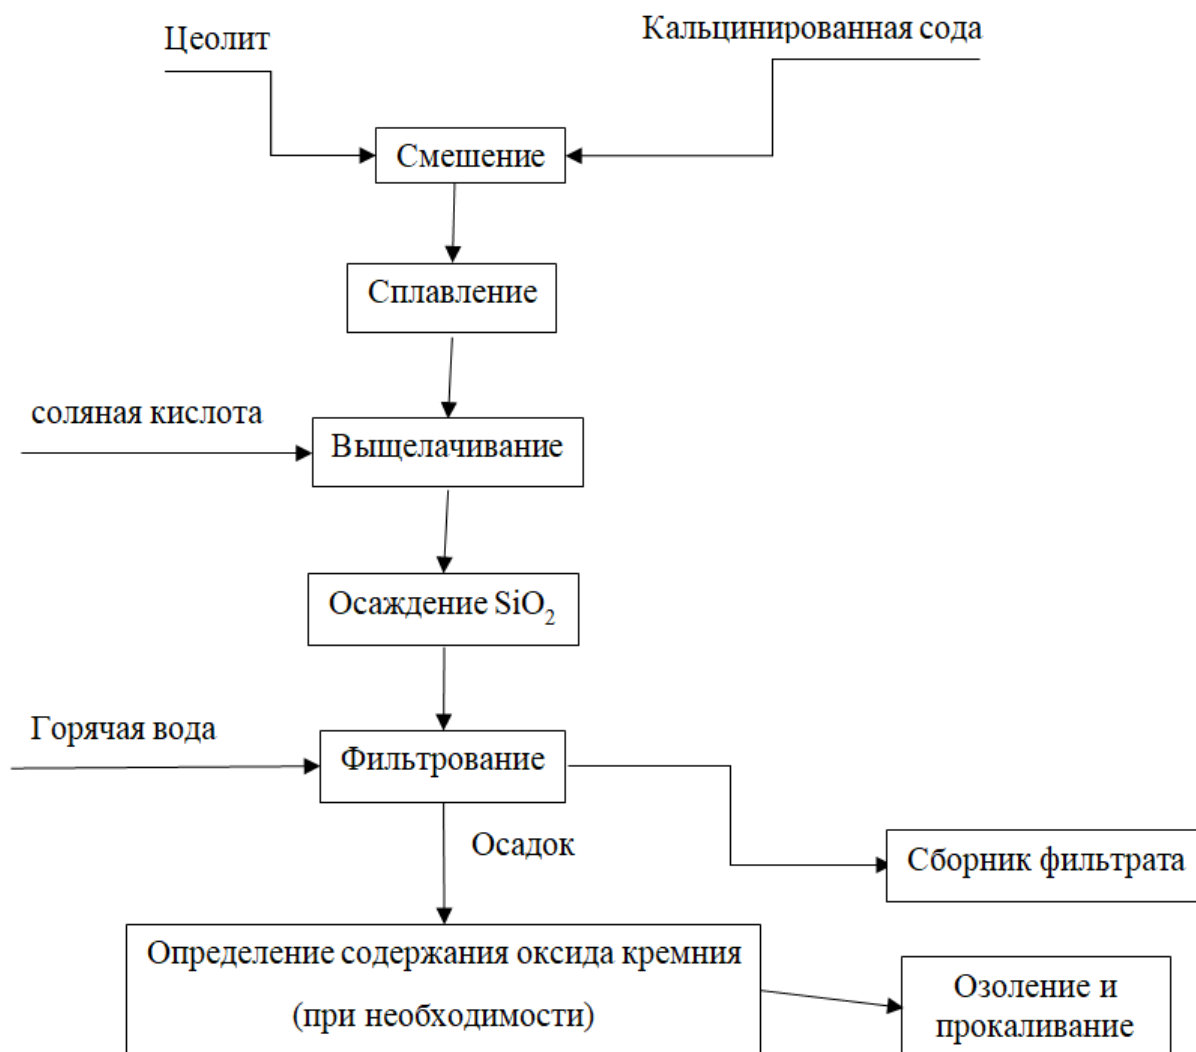 Цеолит
Кальцинированная сода
Смешение
Сплавление
соляная кислота
Выщелачивание
Осаждение SiO₂
Горячая вода
Фильтрование
Осадок
Сборник фильтрата
Определение содержания оксида кремния
(при необходимости)
Озоление и
прокаливание